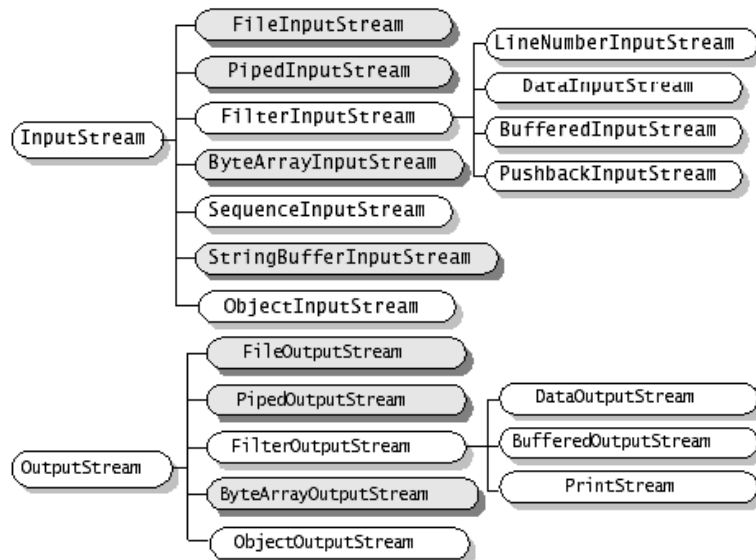 FileInputStream
LineNumberInputStream
PipedInputStream
DataInputStream
FilterInputStream
BufferedInputStream
InputStream
ByteArrayInputStream
PushbackInputStream
SequenceInputStream
StringBufferInputStream
ObjectInputStream
FileOutputStream
PipedOutputStream
DataOutputStream
FilterOutputStream
BufferedOutputStream
OutputStream
ByteArrayOutputStream
PrintStream
ObjectOutputStream